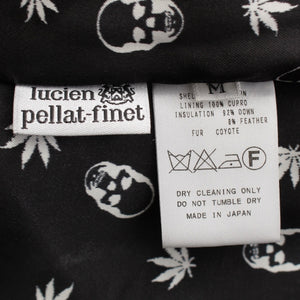 lucien
pellat-finet
M
SHEL
LINING 100% CUPRO
INSULATION 92% DOWN
8% FEATHER
FUR COYOTE
F
DRY CLEANING ONLY
DO NOT TUMBLE DRY
MADE IN JAPAN